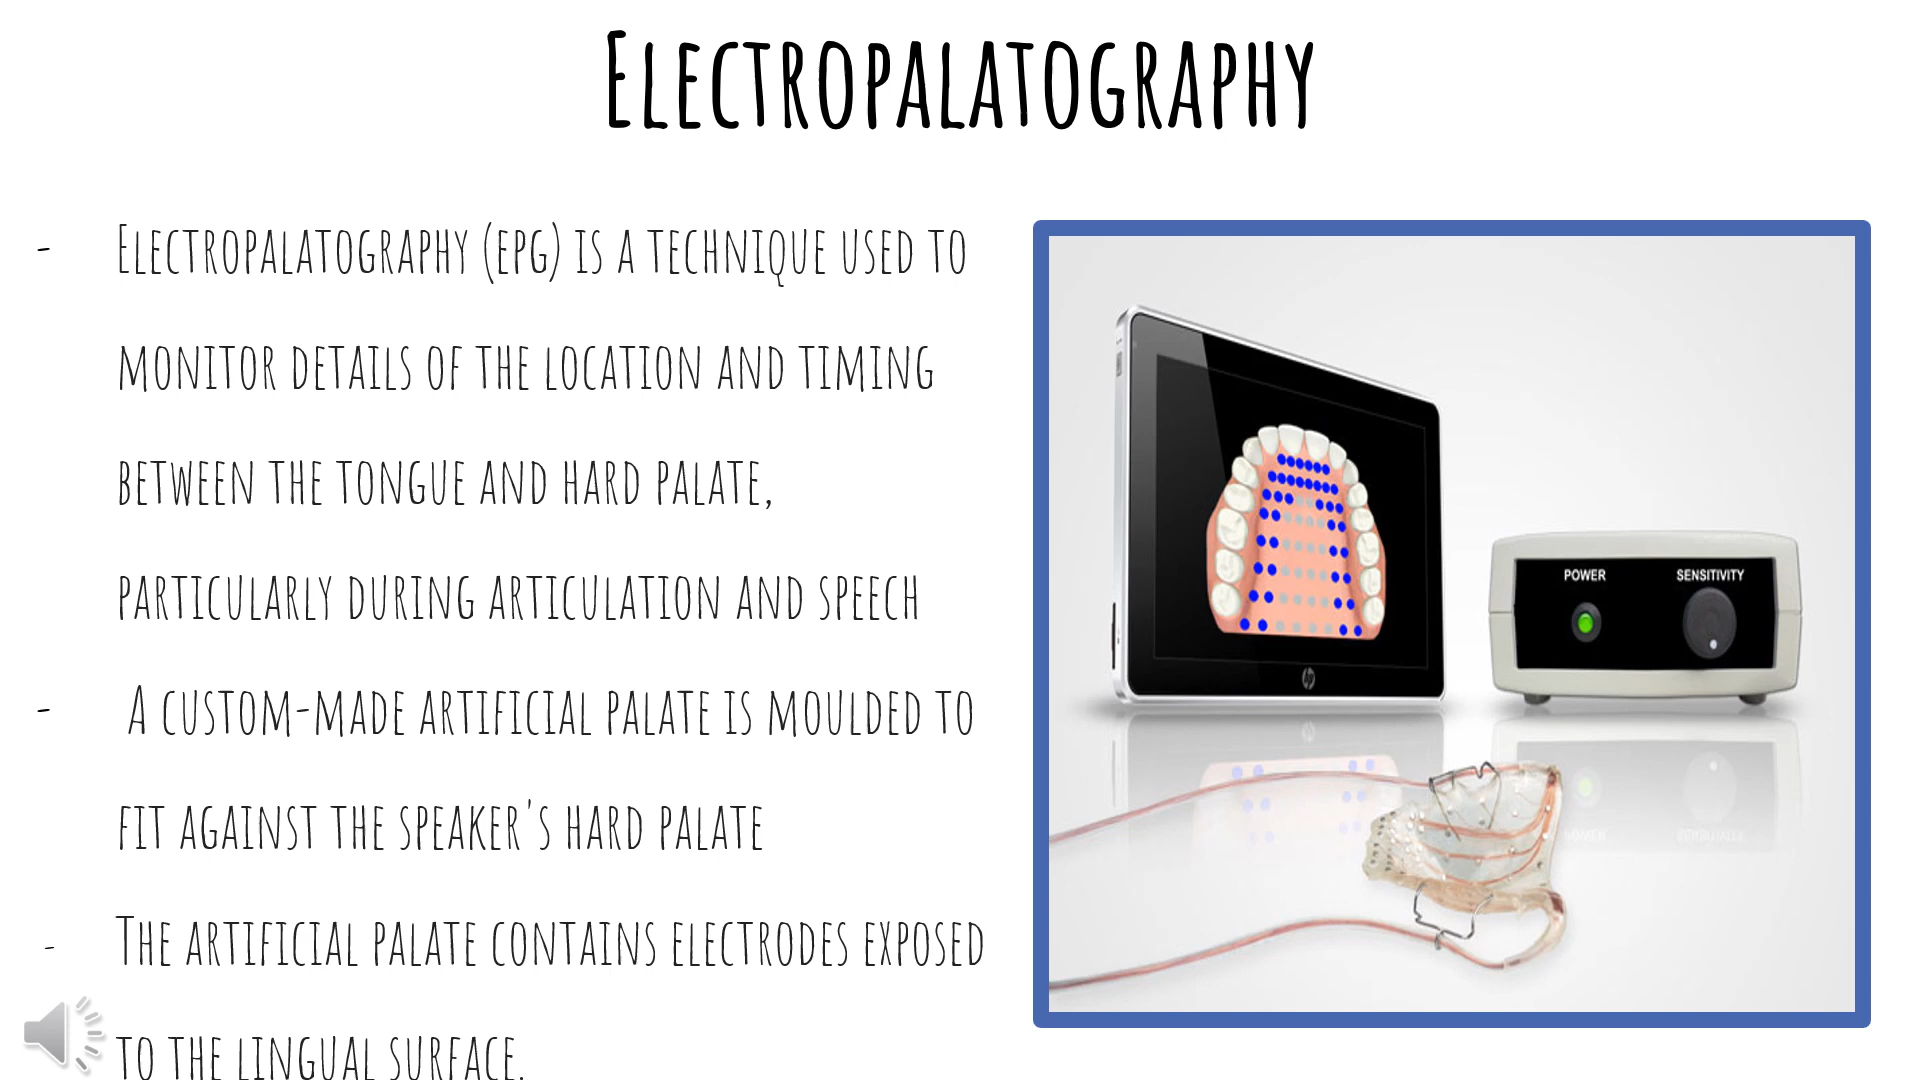 Electropalatography
- Electropalatography (EPG) is a technique used to
monitor details of the location and timing
between the tongue and hard palate,
particularly during articulation and speech
- A custom-made artificial palate is moulded to
fit against the speaker's hard palate
- The artificial palate contains electrodes exposed
to the lingual surface.
POWER
SENSITIVITY
hp